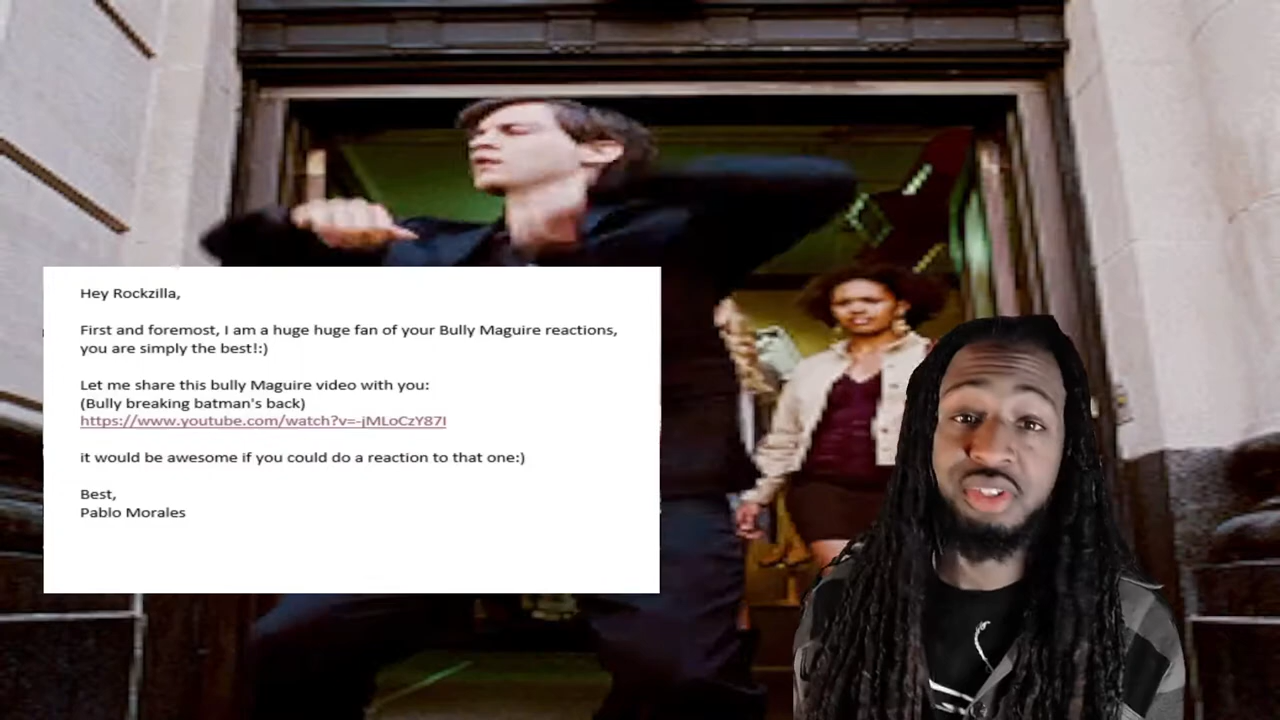 Hey Rockzilla,
First and foremost, I am a huge huge fan of your Bully Maguire reactions,
you are simply the best!:)
Let me share this bully Maguire video with you:
(Bully breaking batman's back)
https://www.youtube.com/watch?v=-jMLoCzY87I
it would be awesome if you could do a reaction to that one:)
Best,
Pablo Morales